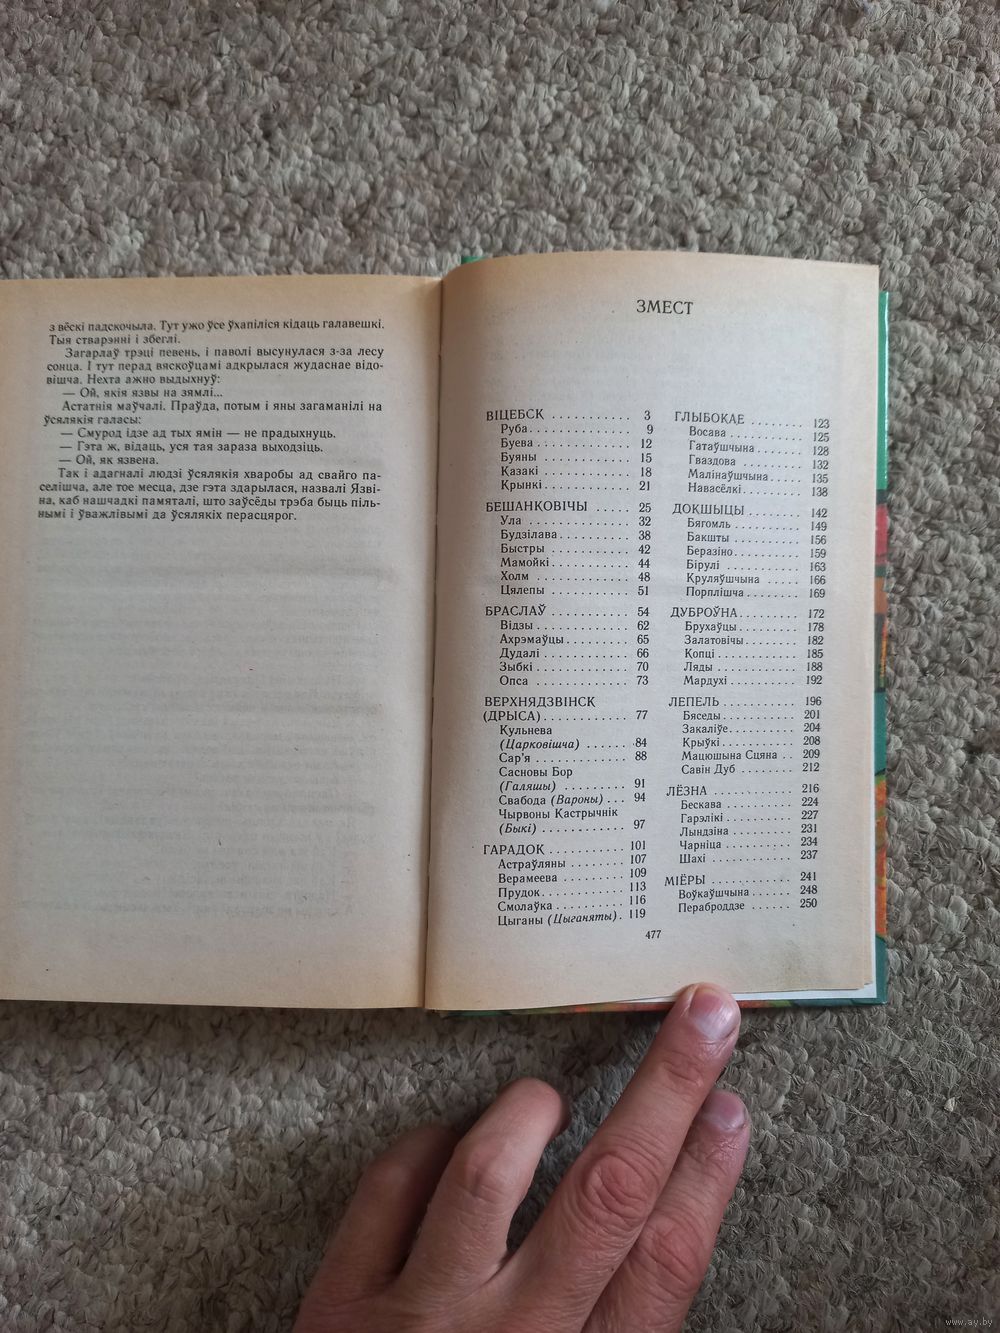 з вёскі падскочыла. Тут ужо ўсе ўхапіліся кідаць галавешкі.
Тыя стварэнні і збеглі.
Загарлаў трэці певень, і паволі высунулася з-за лесу
сонца. І тут перад вяскоўцамі адкрылася жудаснае відо-
вішча. Нехта ажно выдыхнуў:
— Ой, якія язвы на зямлі...
Астатнія маўчалі. Праўда, потым і яны загаманілі на
ўсялякія галасы:
— Смурод ідзе ад тых ямін — не прадыхнуць.
— Гэта ж, відаць, уся тая зараза выходзіць.
— Ой, як язвена.
Так і адагналі людзі ўсялякія хваробы ад свайго па-
селішча, але тое месца, дзе гэта здарылася, назвалі Язві-
на, каб нашчадкі памяталі, што заўсёды трэба быць піль-
нымі і ўважлівымі да ўсялякіх перасцярог.
ЗМЕСТ
ВІЦЕБСК . . . . . . . . . . . 3
Руба . . . . . . . . . . . . . 9
Буева . . . . . . . . . . . . 12
Буяны . . . . . . . . . . . . 15
Казакі . . . . . . . . . . . . 18
Крынкі . . . . . . . . . . . . 21
БЕШАНКОВІЧЫ . . . . . 25
Ула . . . . . . . . . . . . . 32
Будзілава . . . . . . . . . . 38
Быстры . . . . . . . . . . . 42
Мамойкі . . . . . . . . . . . 44
Холм . . . . . . . . . . . . 48
Цялепы . . . . . . . . . . . 51
БРАСЛАЎ . . . . . . . . . . . 54
Відзы . . . . . . . . . . . . 62
Ахрэмаўцы . . . . . . . . . 65
Дудалі . . . . . . . . . . . . 66
Зыбкі . . . . . . . . . . . . 70
Опса . . . . . . . . . . . . 73
ВЕРХНЯДЗВІНСК
(ДРЫСА) . . . . . . . . . . . . 77
Кульнева
(Царковішча) . . . . . . 84
Сар’я . . . . . . . . . . . . 88
Сасновы Бор
(Галяшы) . . . . . . . . . 91
Свабода (Вароны) . . . 94
Чырвоны Кастрычнік
(Быкі) . . . . . . . . . . . 97
ГАРАДОК . . . . . . . . . . . 101
Астраўляны . . . . . . . . 107
Верамеева . . . . . . . . . 109
Прудок . . . . . . . . . . . 113
Смолаўка . . . . . . . . . . 116
Цыганы (Цыганяты) . 119
ГЛЫБОКАЕ . . . . . . . . 123
Восава . . . . . . . . . . . 125
Гатаўшчына . . . . . . . . 128
Гваздова . . . . . . . . . . 132
Малінаўшчына . . . . . . 135
Навасёлкі . . . . . . . . . 138
ДОКШЫЦЫ . . . . . . . . 142
Бягомль . . . . . . . . . . 149
Бакшты . . . . . . . . . . 156
Беразіно . . . . . . . . . . 159
Бірулі . . . . . . . . . . . 163
Круляўшчына . . . . . . 166
Порплішча . . . . . . . . 169
ДУБРОЎНА . . . . . . . . . 172
Брухаўцы . . . . . . . . . 178
Залатовічы . . . . . . . . 182
Копці . . . . . . . . . . . 185
Ляды . . . . . . . . . . . 188
Мардухі . . . . . . . . . . 192
ЛЕПЕЛЬ . . . . . . . . . . . 196
Бяседы . . . . . . . . . . . 201
Закаліўе . . . . . . . . . . 204
Крыўкі . . . . . . . . . . . 208
Мацюшына Сцяна . . 209
Савін Дуб . . . . . . . . . 212
ЛЁЗНА . . . . . . . . . . . . 216
Бескава . . . . . . . . . . 224
Гарэлікі . . . . . . . . . . 227
Лындзіна . . . . . . . . . 231
Чарніца . . . . . . . . . . 234
Шахі . . . . . . . . . . . . 237
МІЁРЫ . . . . . . . . . . . . 241
Воўкаўшчына . . . . . . 248
Пераброддзе . . . . . . 250
477
www.ay.by